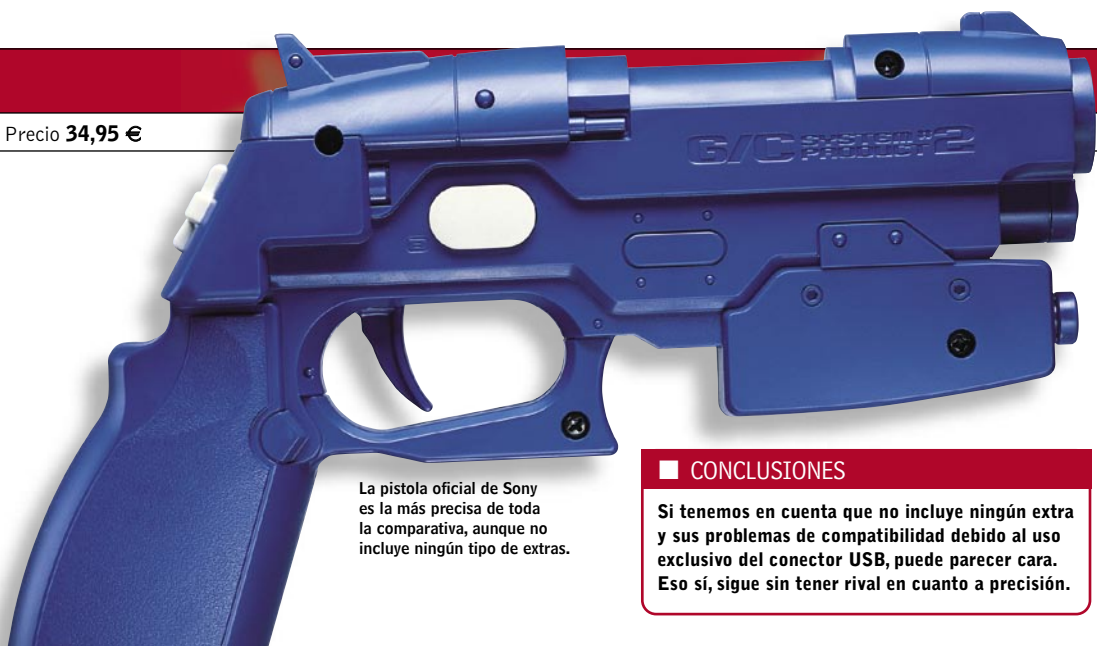 Precio 34,95 €
G/C SYSTEM #
PRODUCT 2
La pistola oficial de Sony
es la más precisa de toda
la comparativa, aunque no
incluye ningún tipo de extras.
■ CONCLUSIONES
Si tenemos en cuenta que no incluye ningún extra
y sus problemas de compatibilidad debido al uso
exclusivo del conector USB, puede parecer cara.
Eso sí, sigue sin tener rival en cuanto a precisión.